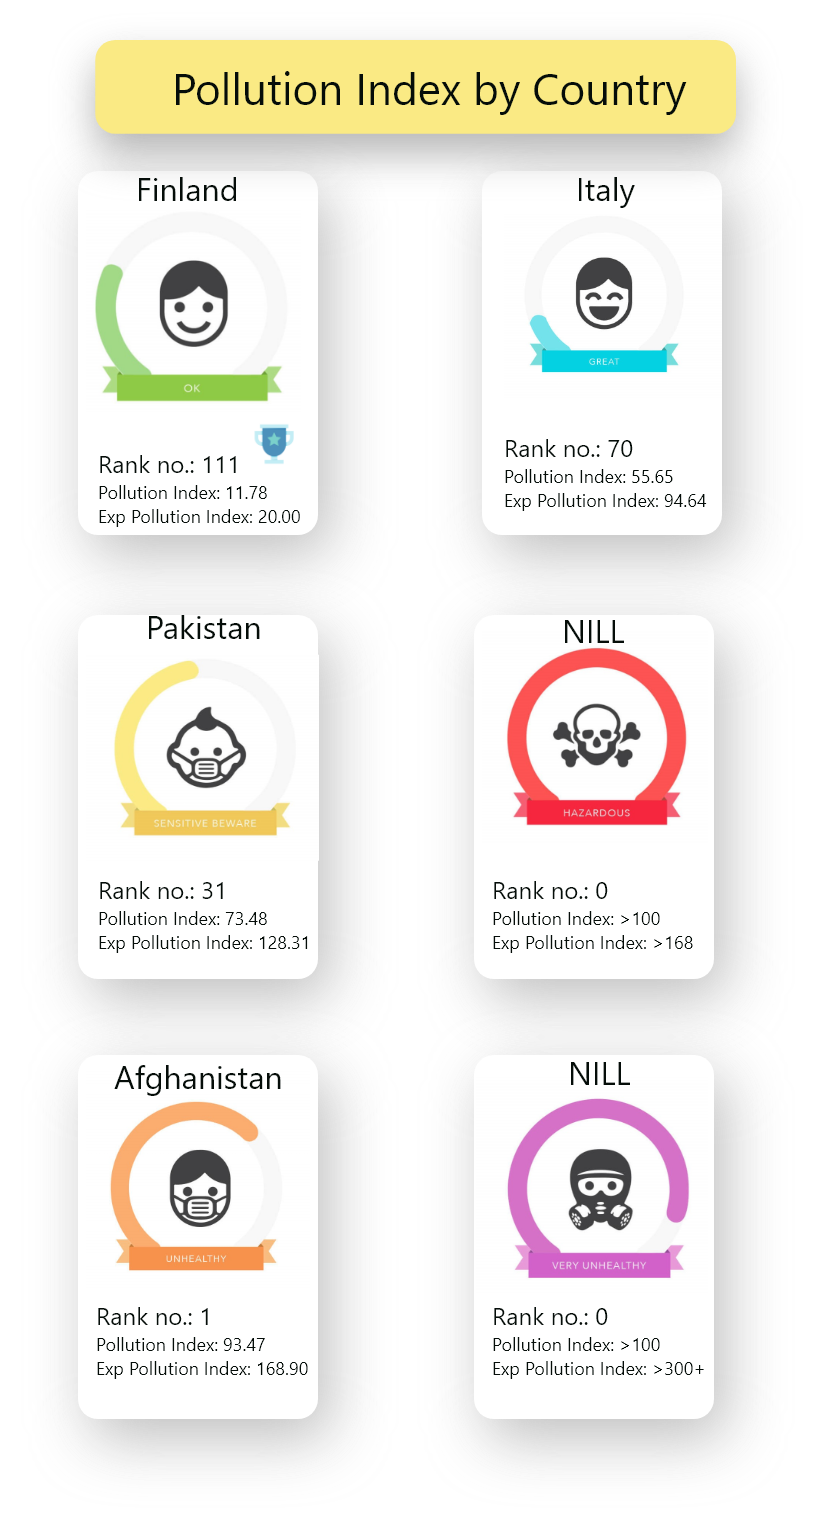 Pollution Index by Country
Finland
OK
Rank no.: 111
Pollution Index: 11.78
Exp Pollution Index: 20.00
Italy
GREAT
Rank no.: 70
Pollution Index: 55.65
Exp Pollution Index: 94.64
Pakistan
SENSITIVE BEWARE
Rank no.: 31
Pollution Index: 73.48
Exp Pollution Index: 128.31
NILL
HAZARDOUS
Rank no.: 0
Pollution Index: >100
Exp Pollution Index: >168
Afghanistan
UNHEALTHY
Rank no.: 1
Pollution Index: 93.47
Exp Pollution Index: 168.90
NILL
VERY UNHEALTHY
Rank no.: 0
Pollution Index: >100
Exp Pollution Index: >300+